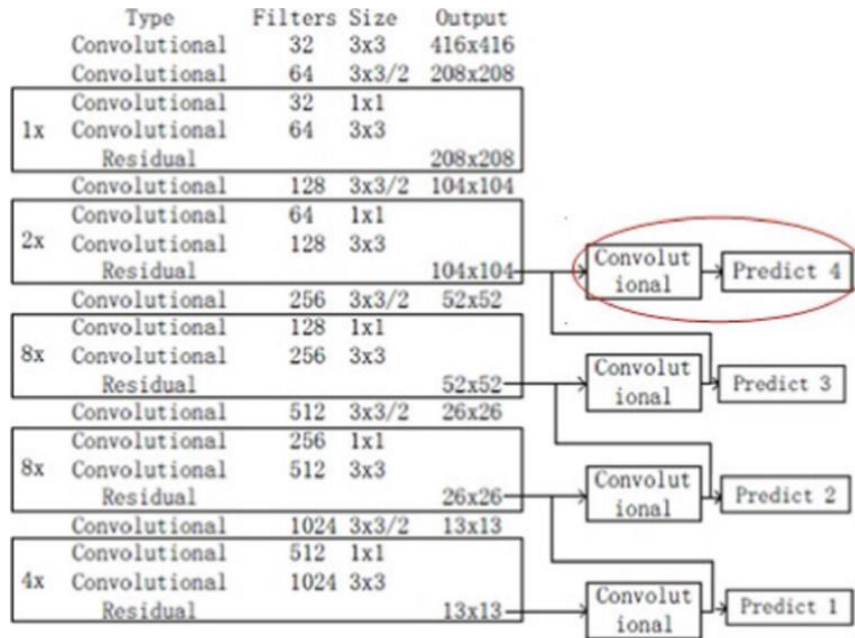 Type Filters Size Output
Convolutional 32 3x3 416x416
Convolutional 64 3x3/2 208x208
Convolutional 32 1x1
1x Convolutional 64 3x3
Residual 208x208
Convolutional 128 3x3/2 104x104
Convolutional 64 1x1
2x Convolutional 128 3x3
Residual 104x104
Convolut
ional
Predict 4
Convolutional 256 3x3/2 52x52
Convolutional 128 1x1
8x Convolutional 256 3x3
Residual 52x52
Convolut
ional
Predict 3
Convolutional 512 3x3/2 26x26
Convolutional 256 1x1
8x Convolutional 512 3x3
Residual 26x26
Convolut
ional
Predict 2
Convolutional 1024 3x3/2 13x13
Convolutional 512 1x1
4x Convolutional 1024 3x3
Residual 13x13
Convolut
ional
Predict 1